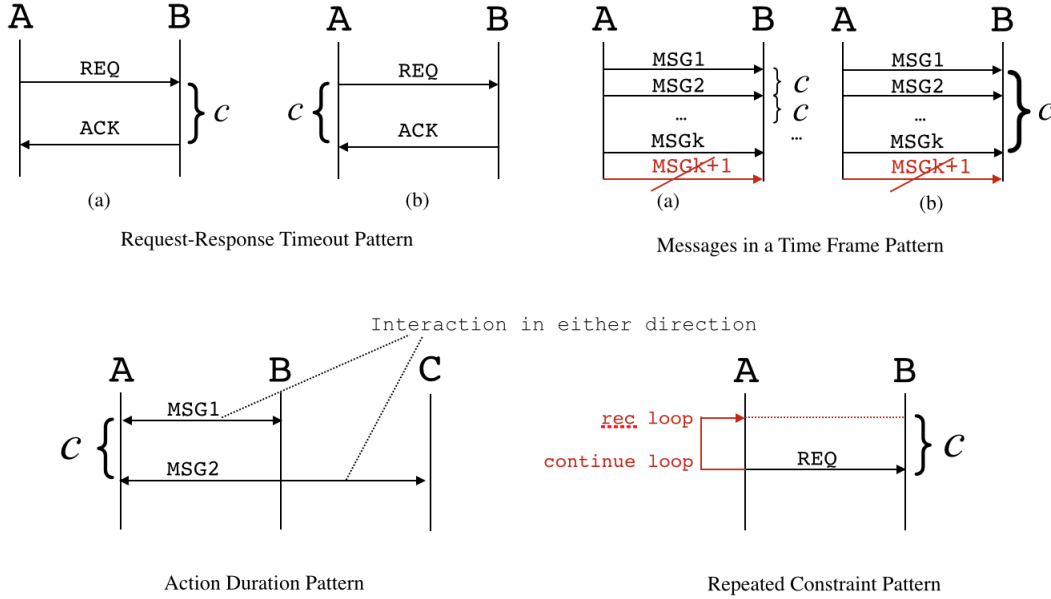 A B A B A B A B
REQ REQ MSG1 MSG1
c c MSG2 c MSG2 c
ACK ACK … c …
MSGk … MSGk
MSGk+1 MSGk+1
(a) (b) (a) (b)
Request-Response Timeout Pattern Messages in a Time Frame Pattern
Interaction in either direction
A B C A B
MSG1 rec loop
c c
MSG2 continue loop REQ
Action Duration Pattern Repeated Constraint Pattern